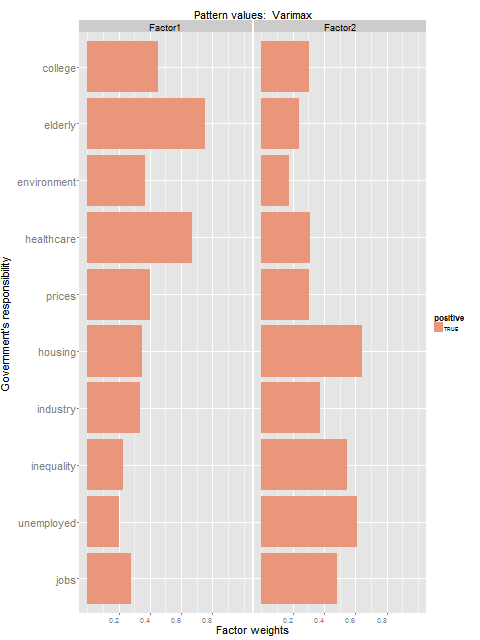 Pattern values: Varimax
Factor1 Factor2
college
elderly
environment
healthcare
prices
housing
industry
inequality
unemployed
jobs
Government's responsibility
0.2 0.4 0.6 0.8 0.2 0.4 0.6 0.8
Factor weights
positive
TRUE